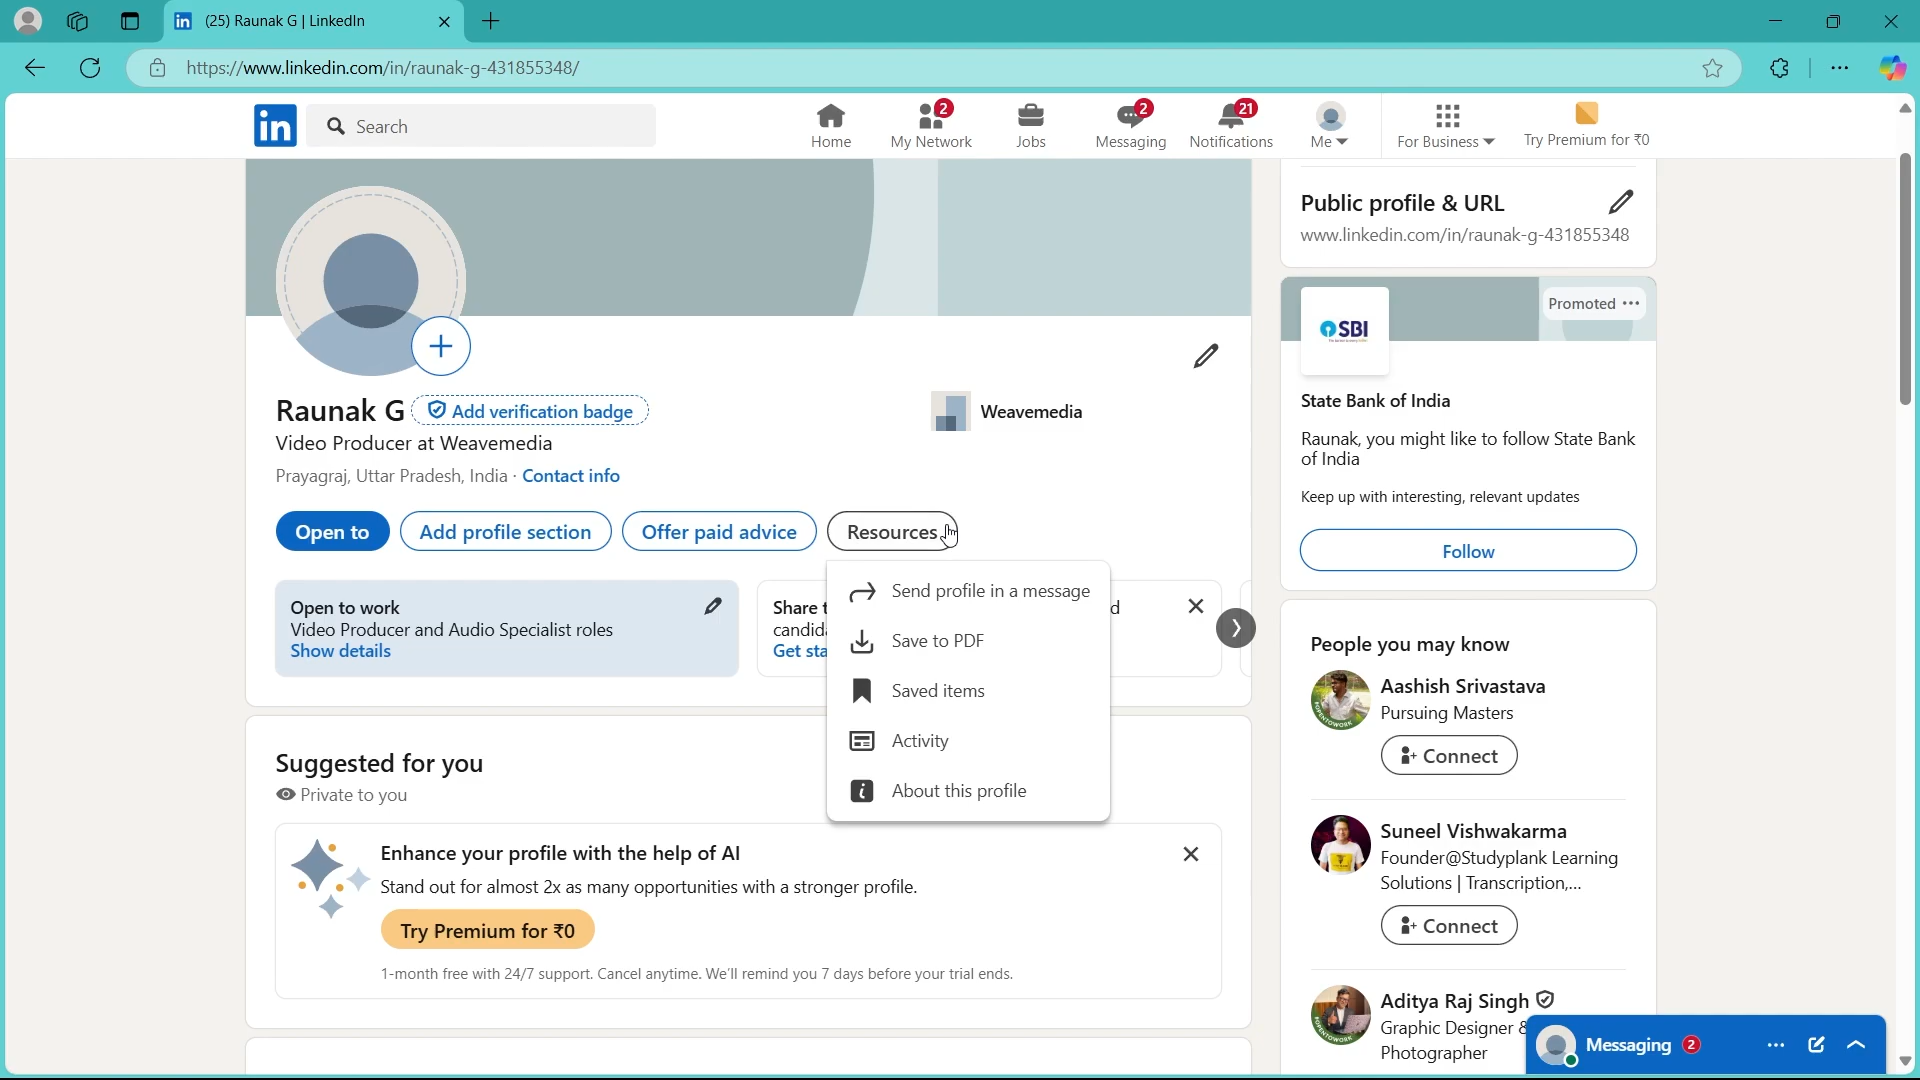 (25) Raunak G | LinkedIn
https://www.linkedin.com/in/raunak-g-431855348/
in
Search
Home
2
My Network
Jobs
2
Messaging
21
Notifications
Me
For Business
Try Premium for ₹0
Raunak G
Add verification badge
Video Producer at Weavemedia
Prayagraj, Uttar Pradesh, India · Contact info
Weavemedia
Open to
Add profile section
Offer paid advice
Resources
Send profile in a message
Save to PDF
Saved items
Activity
About this profile
Open to work
Video Producer and Audio Specialist roles
Show details
Share t
d
candida
Get sta
Suggested for you
Private to you
Enhance your profile with the help of AI
Stand out for almost 2x as many opportunities with a stronger profile.
Try Premium for ₹0
1-month free with 24/7 support. Cancel anytime. We'll remind you 7 days before your trial ends.
Public profile & URL
www.linkedin.com/in/raunak-g-431855348
Promoted
SBI
State Bank of India
Raunak, you might like to follow State Bank
of India
Keep up with interesting, relevant updates
Follow
People you may know
Aashish Srivastava
Pursuing Masters
Connect
Suneel Vishwakarma
Founder@Studyplank Learning
Solutions | Transcription,...
Connect
Aditya Raj Singh
Graphic Designer &
Photographer
Messaging 2